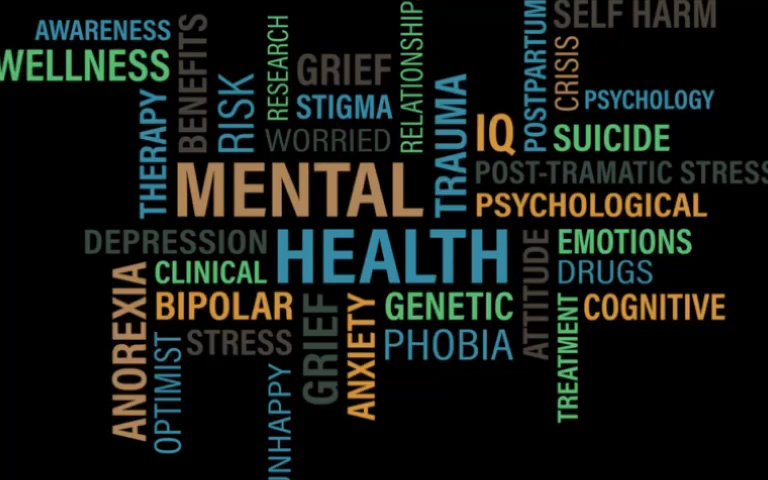 AWARENESS
WELLNESS
BENEFITS
THERAPY
RISK
RESEARCH
GRIEF
STIGMA
WORRIED
RELATIONSHIP
TRAUMA
IQ
POSTPARTUM
SELF HARM
CRISIS
PSYCHOLOGY
SUICIDE
POST-TRAMATIC STRESS
PSYCHOLOGICAL
MENTAL
HEALTH
DEPRESSION
CLINICAL
BIPOLAR
STRESS
ANOREXIA
OPTIMIST
UNHAPPY
GRIEF
ANXIETY
GENETIC
PHOBIA
ATTITUDE
EMOTIONS
DRUGS
COGNITIVE
TREATMENT